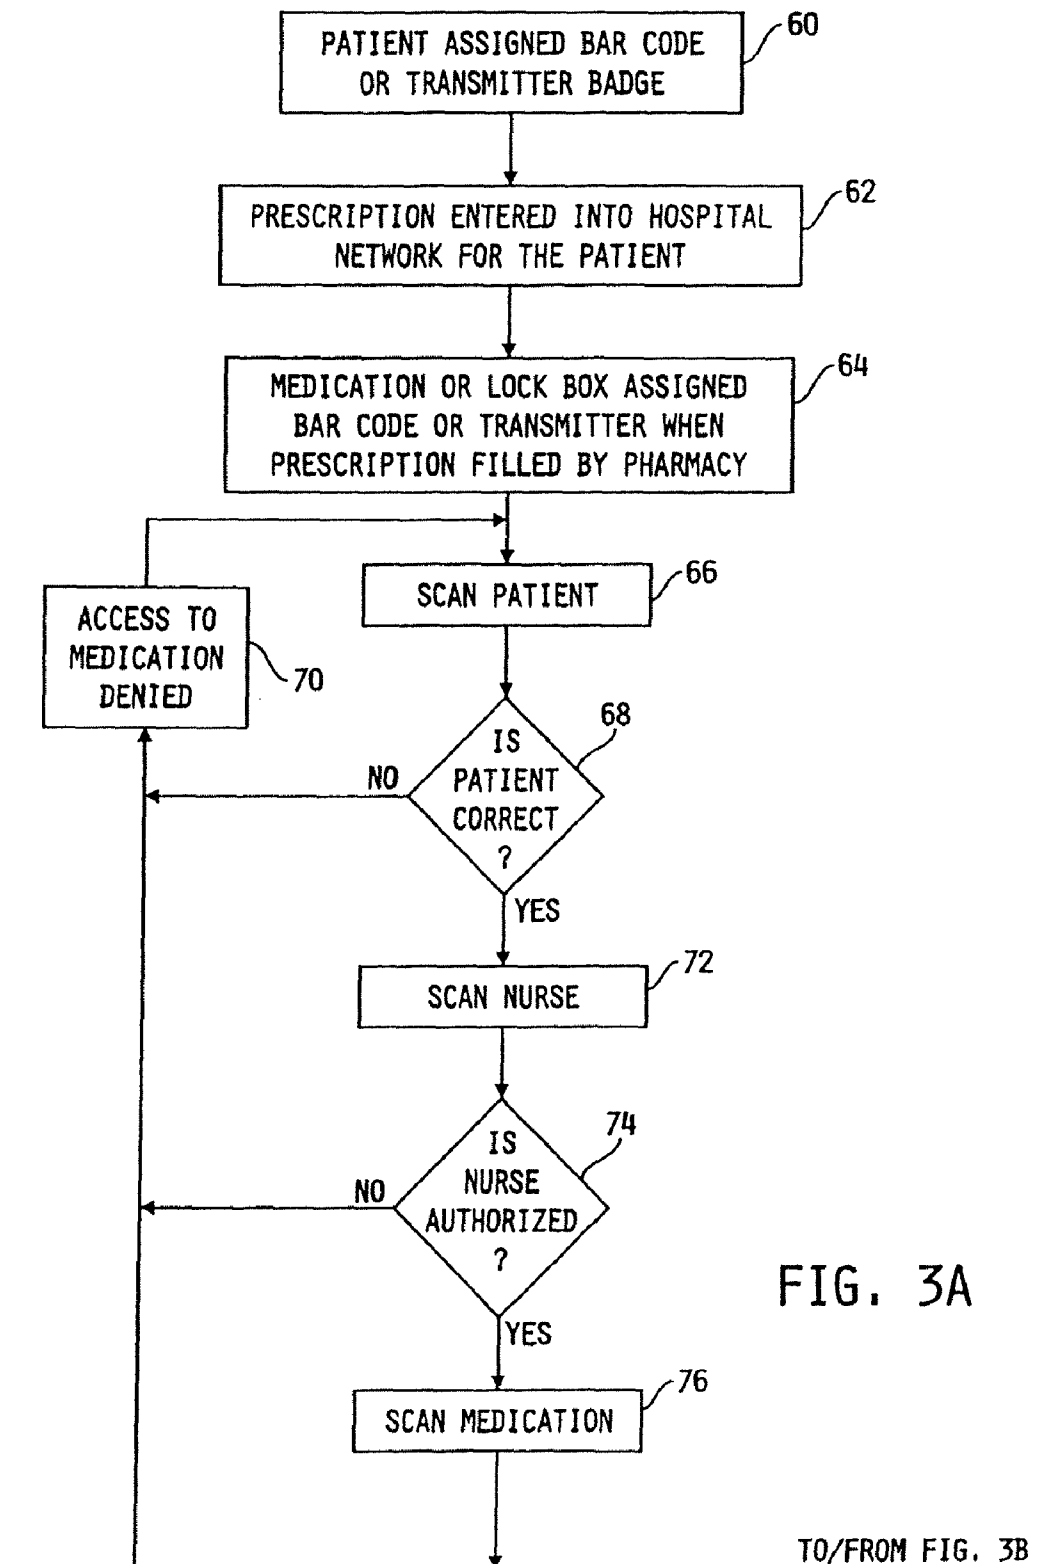 60
PATIENT ASSIGNED BAR CODE
OR TRANSMITTER BADGE
62
PRESCRIPTION ENTERED INTO HOSPITAL
NETWORK FOR THE PATIENT
64
MEDICATION OR LOCK BOX ASSIGNED
BAR CODE OR TRANSMITTER WHEN
PRESCRIPTION FILLED BY PHARMACY
66
SCAN PATIENT
ACCESS TO
MEDICATION
DENIED
70
68
IS
PATIENT
CORRECT
?
NO
YES
72
SCAN NURSE
74
IS
NURSE
AUTHORIZED
?
NO
YES
FIG. 3A
76
SCAN MEDICATION
TO/FROM FIG. 3B